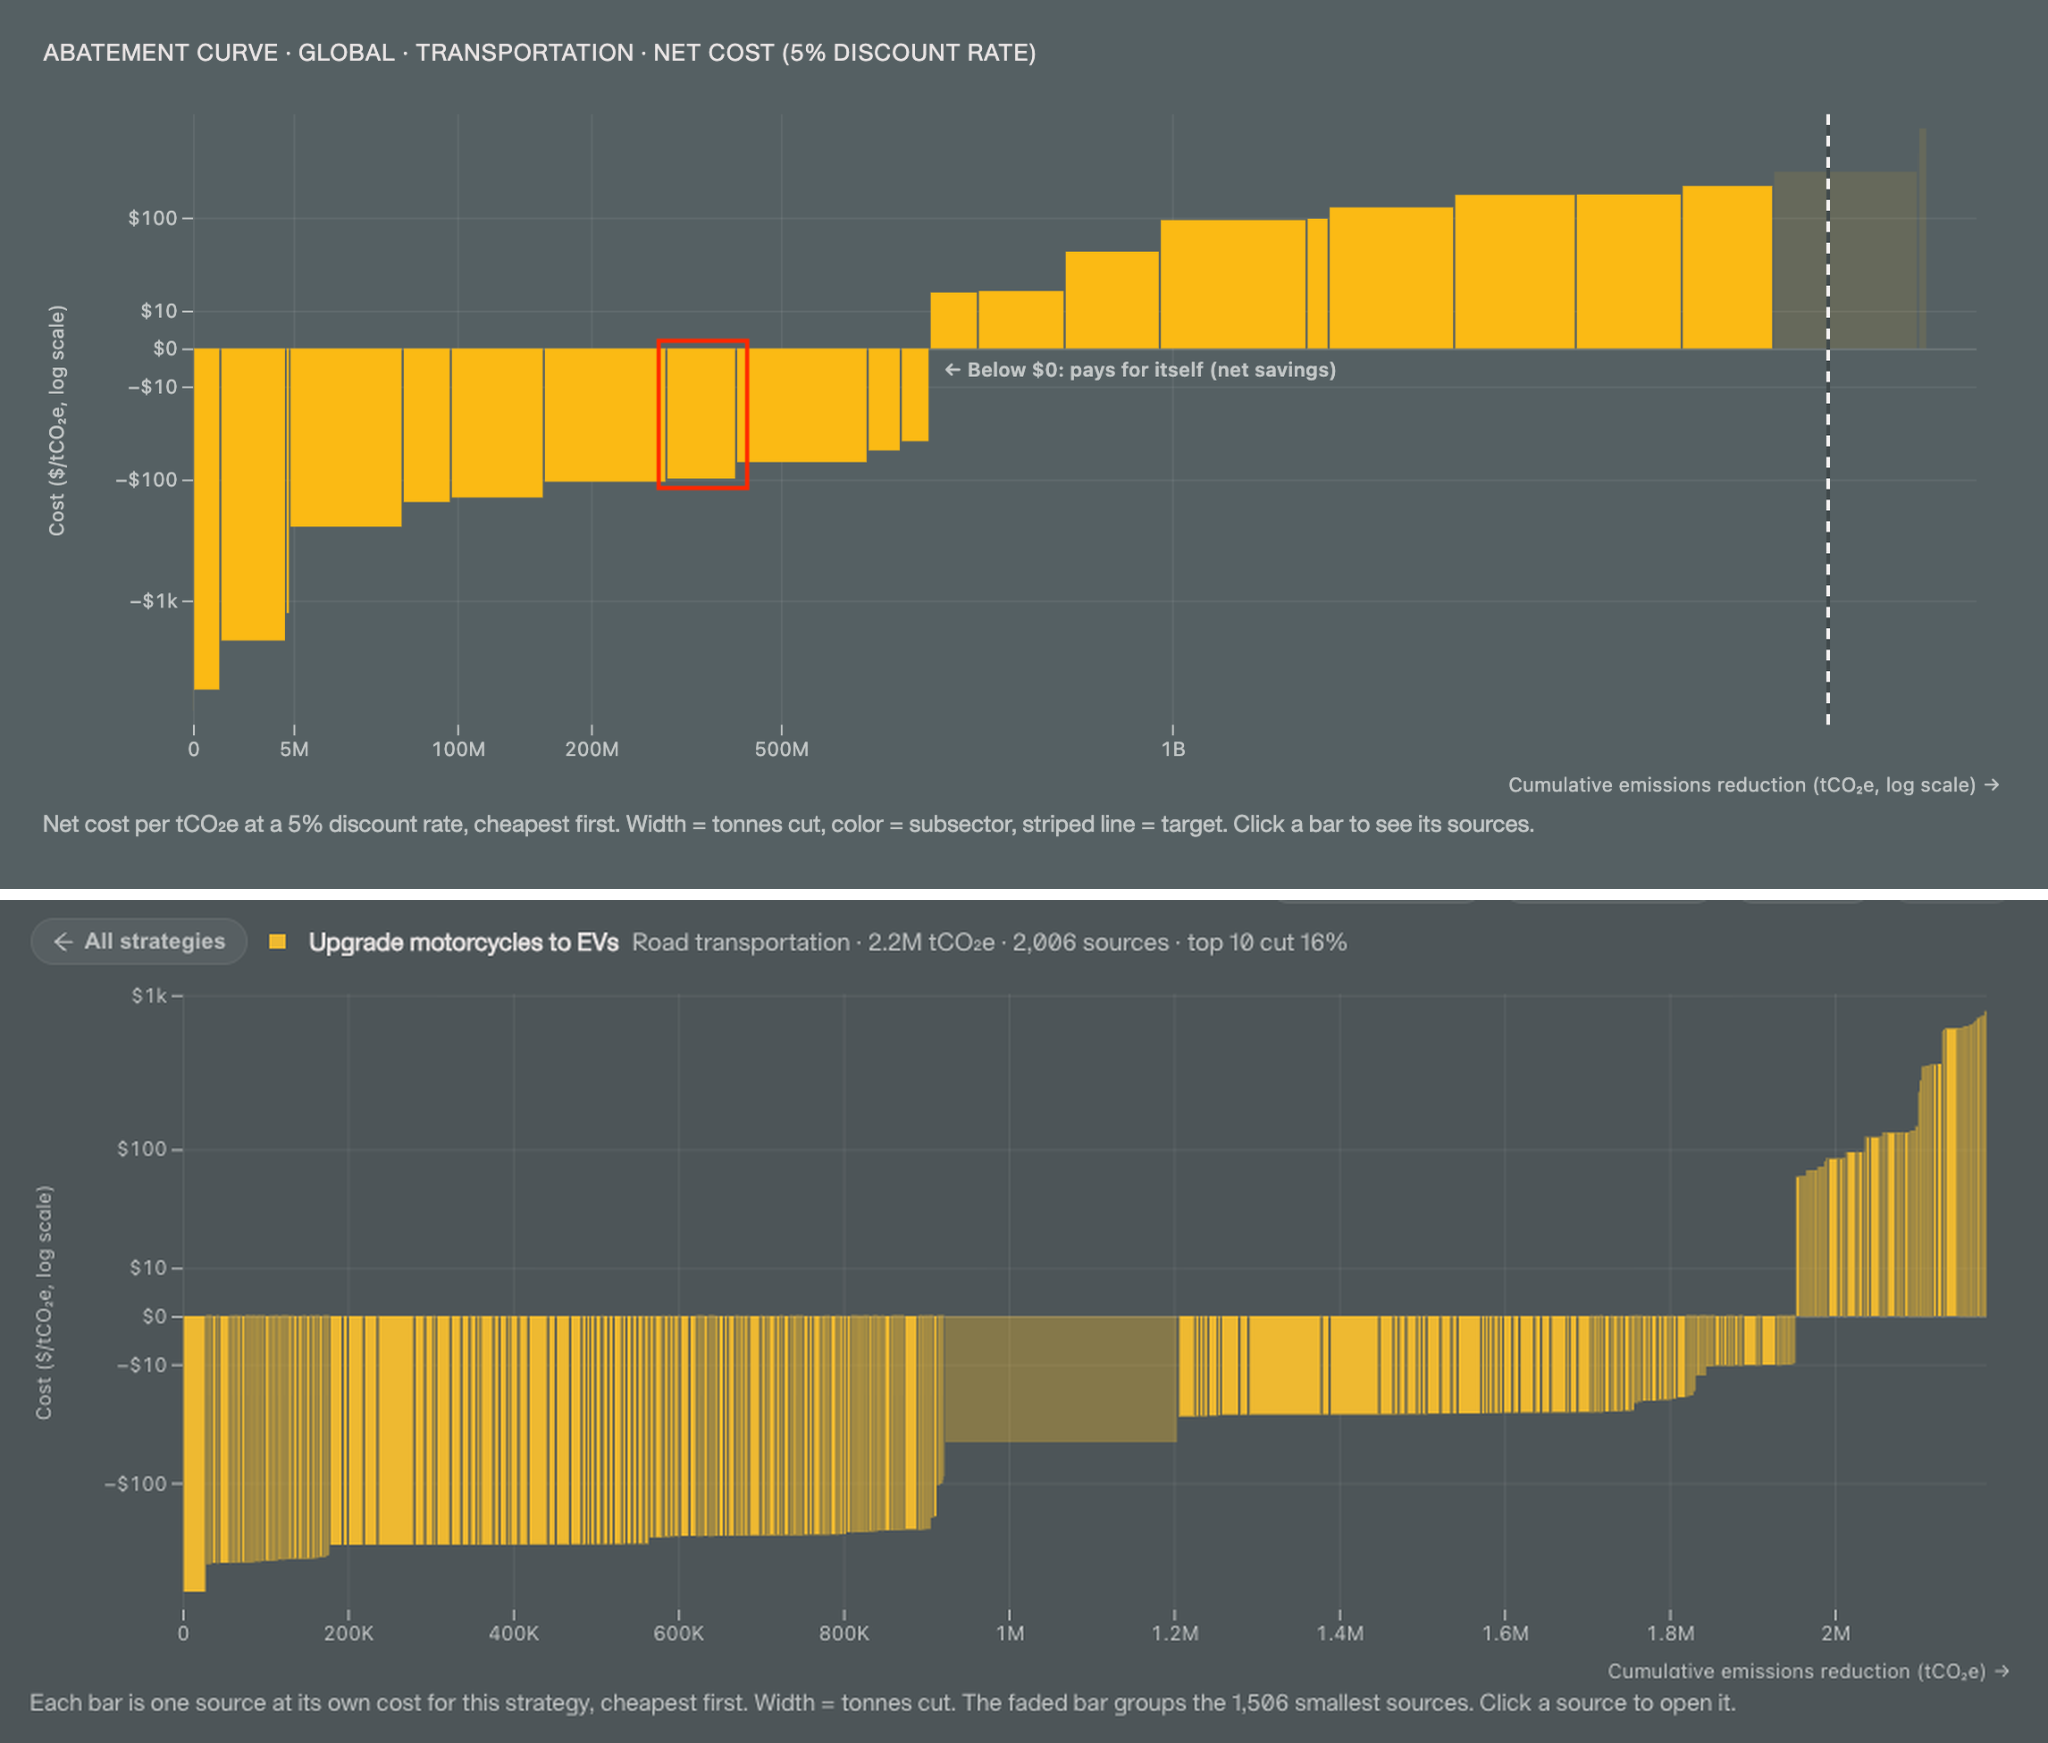 ABATEMENT CURVE · GLOBAL · TRANSPORTATION · NET COST (5% DISCOUNT RATE)
Cost ($/tCO₂e, log scale)
$100
$10
$0
−$10
−$100
−$1k
← Below $0: pays for itself (net savings)
0 5M 100M 200M 500M 1B
Cumulative emissions reduction (tCO₂e, log scale) →
Net cost per tCO₂e at a 5% discount rate, cheapest first. Width = tonnes cut, color = subsector, striped line = target. Click a bar to see its sources.
← All strategies Upgrade motorcycles to EVs Road transportation · 2.2M tCO₂e · 2,006 sources · top 10 cut 16%
Cost ($/tCO₂e, log scale)
$1k
$100
$10
$0
−$10
−$100
0 200K 400K 600K 800K 1M 1.2M 1.4M 1.6M 1.8M 2M
Cumulative emissions reduction (tCO₂e) →
Each bar is one source at its own cost for this strategy, cheapest first. Width = tonnes cut. The faded bar groups the 1,506 smallest sources. Click a source to open it.